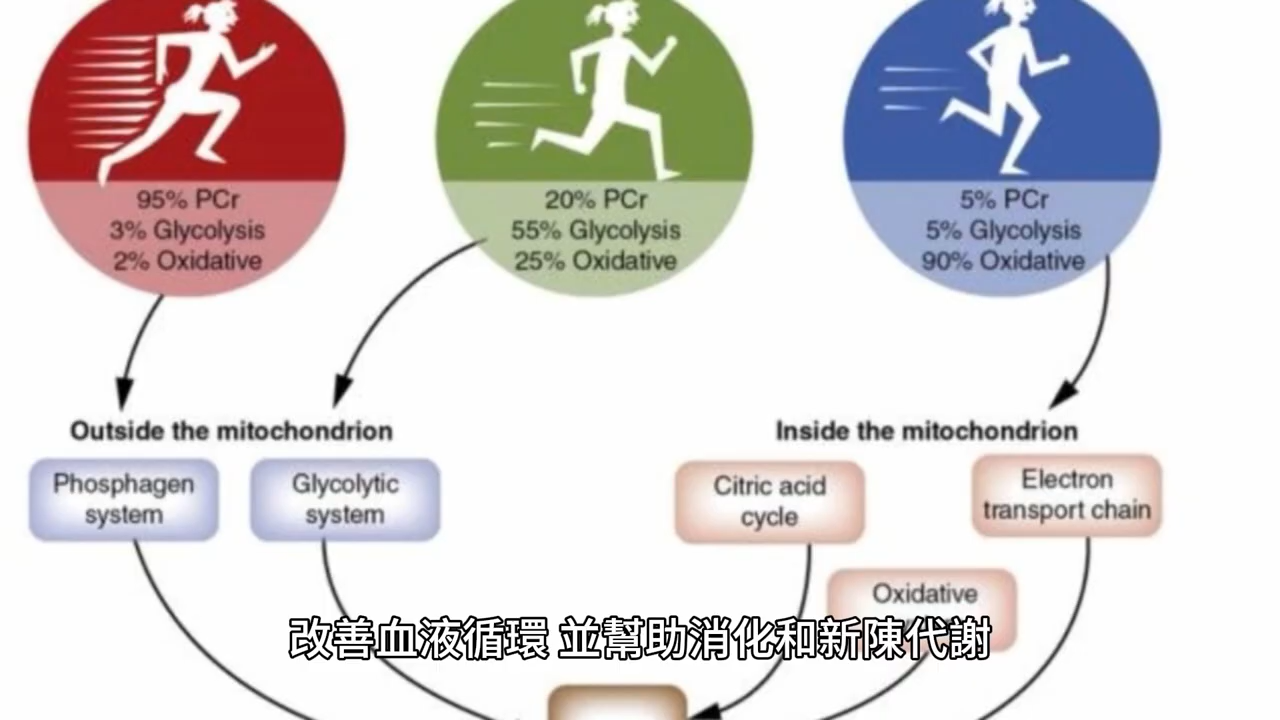 95% PCr
3% Glycolysis
2% Oxidative
20% PCr
55% Glycolysis
25% Oxidative
5% PCr
5% Glycolysis
90% Oxidative
Outside the mitochondrion
Inside the mitochondrion
Phosphagen
system
Glycolytic
system
Citric acid
cycle
Electron
transport chain
Oxidative
改善血液循環 並幫助消化和新陳代謝